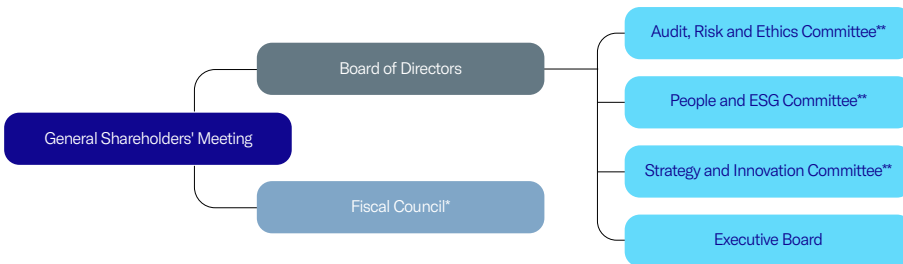 Audit, Risk and Ethics Committee**
Board of Directors
People and ESG Committee**
General Shareholders' Meeting
Strategy and Innovation Committee**
Fiscal Council*
Executive Board